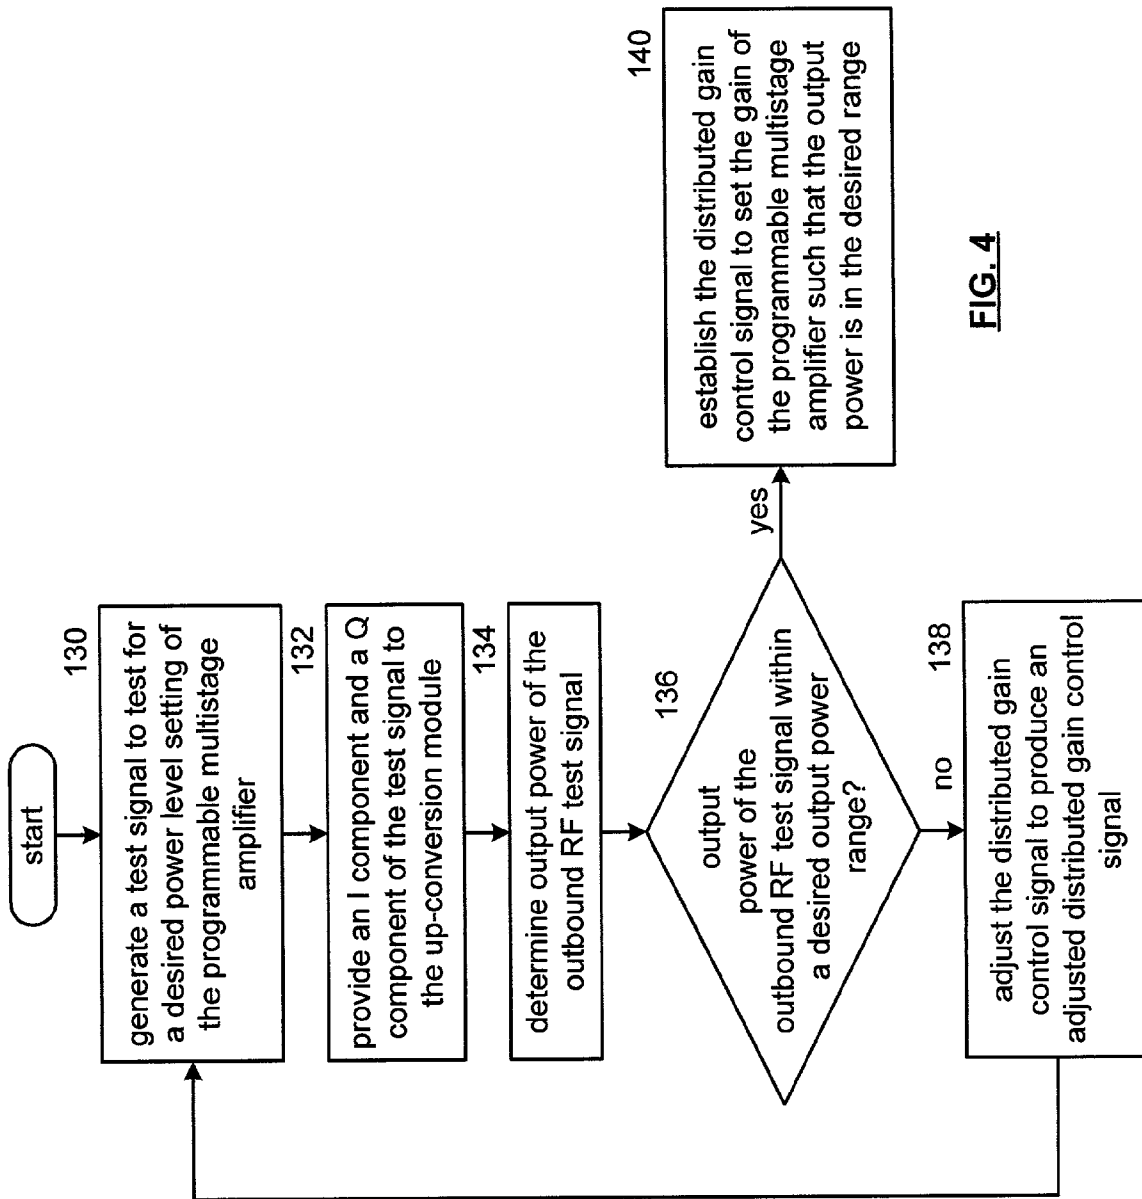 start
130
generate a test signal to test for
a desired power level setting of
the programmable multistage
amplifier
132
provide an I component and a Q
component of the test signal to
the up-conversion module
134
determine output power of the
outbound RF test signal
136
output
power of the
outbound RF test signal within
a desired output power
range?
yes
140
establish the distributed gain
control signal to set the gain of
the programmable multistage
amplifier such that the output
power is in the desired range
no
138
adjust the distributed gain
control signal to produce an
adjusted distributed gain control
signal
FIG. 4